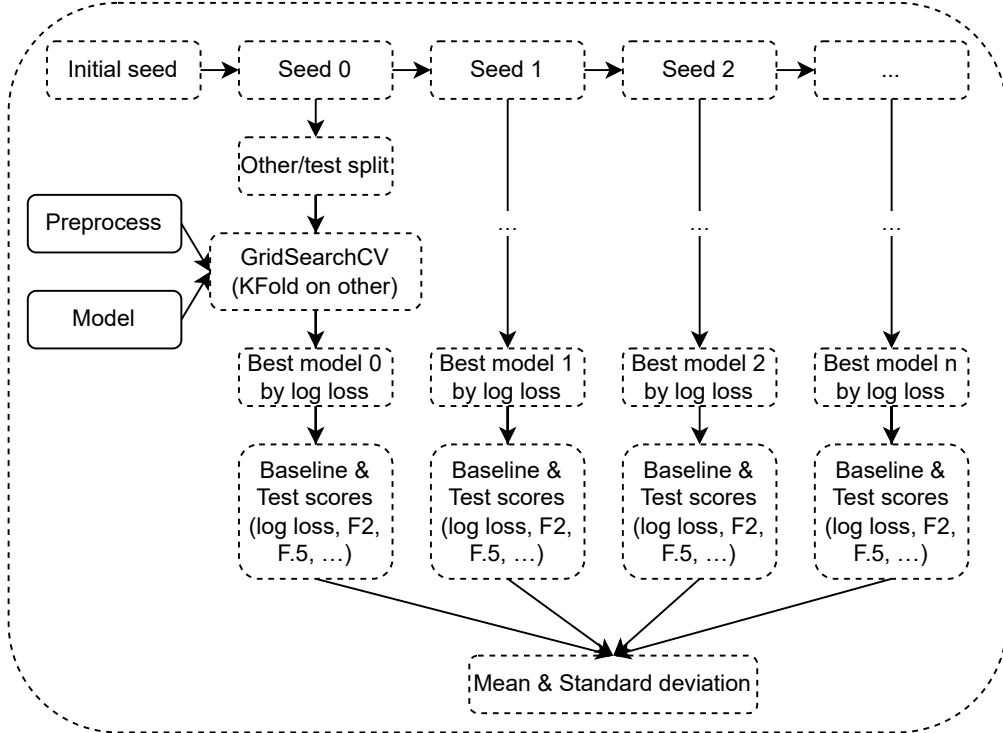 Initial seed
Seed 0
Seed 1
Seed 2
...
Other/test split
Preprocess
Model
GridSearchCV
(KFold on other)
...
...
Best model 0
by log loss
Best model 1
by log loss
Best model 2
by log loss
Best model n
by log loss
Baseline &
Test scores
(log loss, F2,
F.5, …)
Baseline &
Test scores
(log loss, F2,
F.5, …)
Baseline &
Test scores
(log loss, F2,
F.5, …)
Baseline &
Test scores
(log loss, F2,
F.5, …)
Mean & Standard deviation